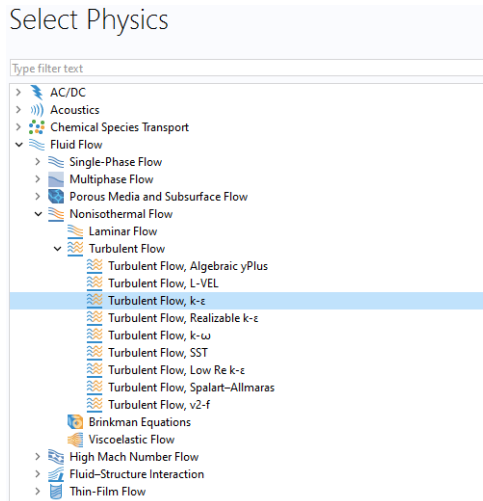 Select Physics
Type filter text
AC/DC
Acoustics
Chemical Species Transport
Fluid Flow
Single-Phase Flow
Multiphase Flow
Porous Media and Subsurface Flow
Nonisothermal Flow
Laminar Flow
Turbulent Flow
Turbulent Flow, Algebraic yPlus
Turbulent Flow, L-VEL
Turbulent Flow, k-ε
Turbulent Flow, Realizable k-ε
Turbulent Flow, k-ω
Turbulent Flow, SST
Turbulent Flow, Low Re k-ε
Turbulent Flow, Spalart–Allmaras
Turbulent Flow, v2-f
Brinkman Equations
Viscoelastic Flow
High Mach Number Flow
Fluid–Structure Interaction
Thin-Film Flow